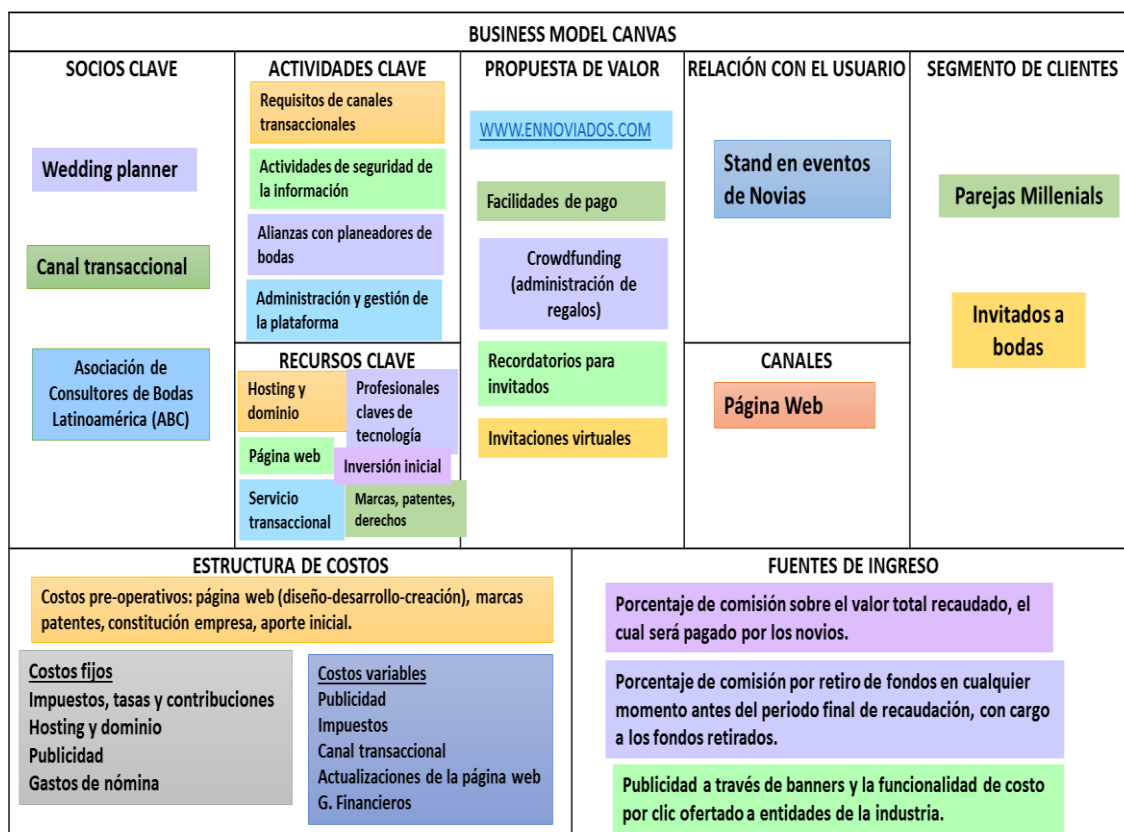 BUSINESS MODEL CANVAS
SOCIOS CLAVE
Wedding planner
Canal transaccional
Asociación de
Consultores de Bodas
Latinoamérica (ABC)
ACTIVIDADES CLAVE
Requisitos de canales
transaccionales
Actividades de seguridad de
la información
Alianzas con planeadores de
bodas
Administración y gestión de
la plataforma
RECURSOS CLAVE
Hosting y
dominio
Profesionales
claves de
tecnología
Página web
Inversión inicial
Servicio
transaccional
Marcas, patentes,
derechos
PROPUESTA DE VALOR
WWW.ENNOVIADOS.COM
Facilidades de pago
Crowdfunding
(administración de
regalos)
Recordatorios para
invitados
Invitaciones virtuales
RELACIÓN CON EL USUARIO
Stand en eventos
de Novias
CANALES
Página Web
SEGMENTO DE CLIENTES
Parejas Millenials
Invitados a
bodas
ESTRUCTURA DE COSTOS
Costos pre-operativos: página web (diseño-desarrollo-creación), marcas
patentes, constitución empresa, aporte inicial.
Costos fijos
Impuestos, tasas y contribuciones
Hosting y dominio
Publicidad
Gastos de nómina
Costos variables
Publicidad
Impuestos
Canal transaccional
Actualizaciones de la página web
G. Financieros
FUENTES DE INGRESO
Porcentaje de comisión sobre el valor total recaudado, el
cual será pagado por los novios.
Porcentaje de comisión por retiro de fondos en cualquier
momento antes del periodo final de recaudación, con cargo
a los fondos retirados.
Publicidad a través de banners y la funcionalidad de costo
por clic ofertado a entidades de la industria.